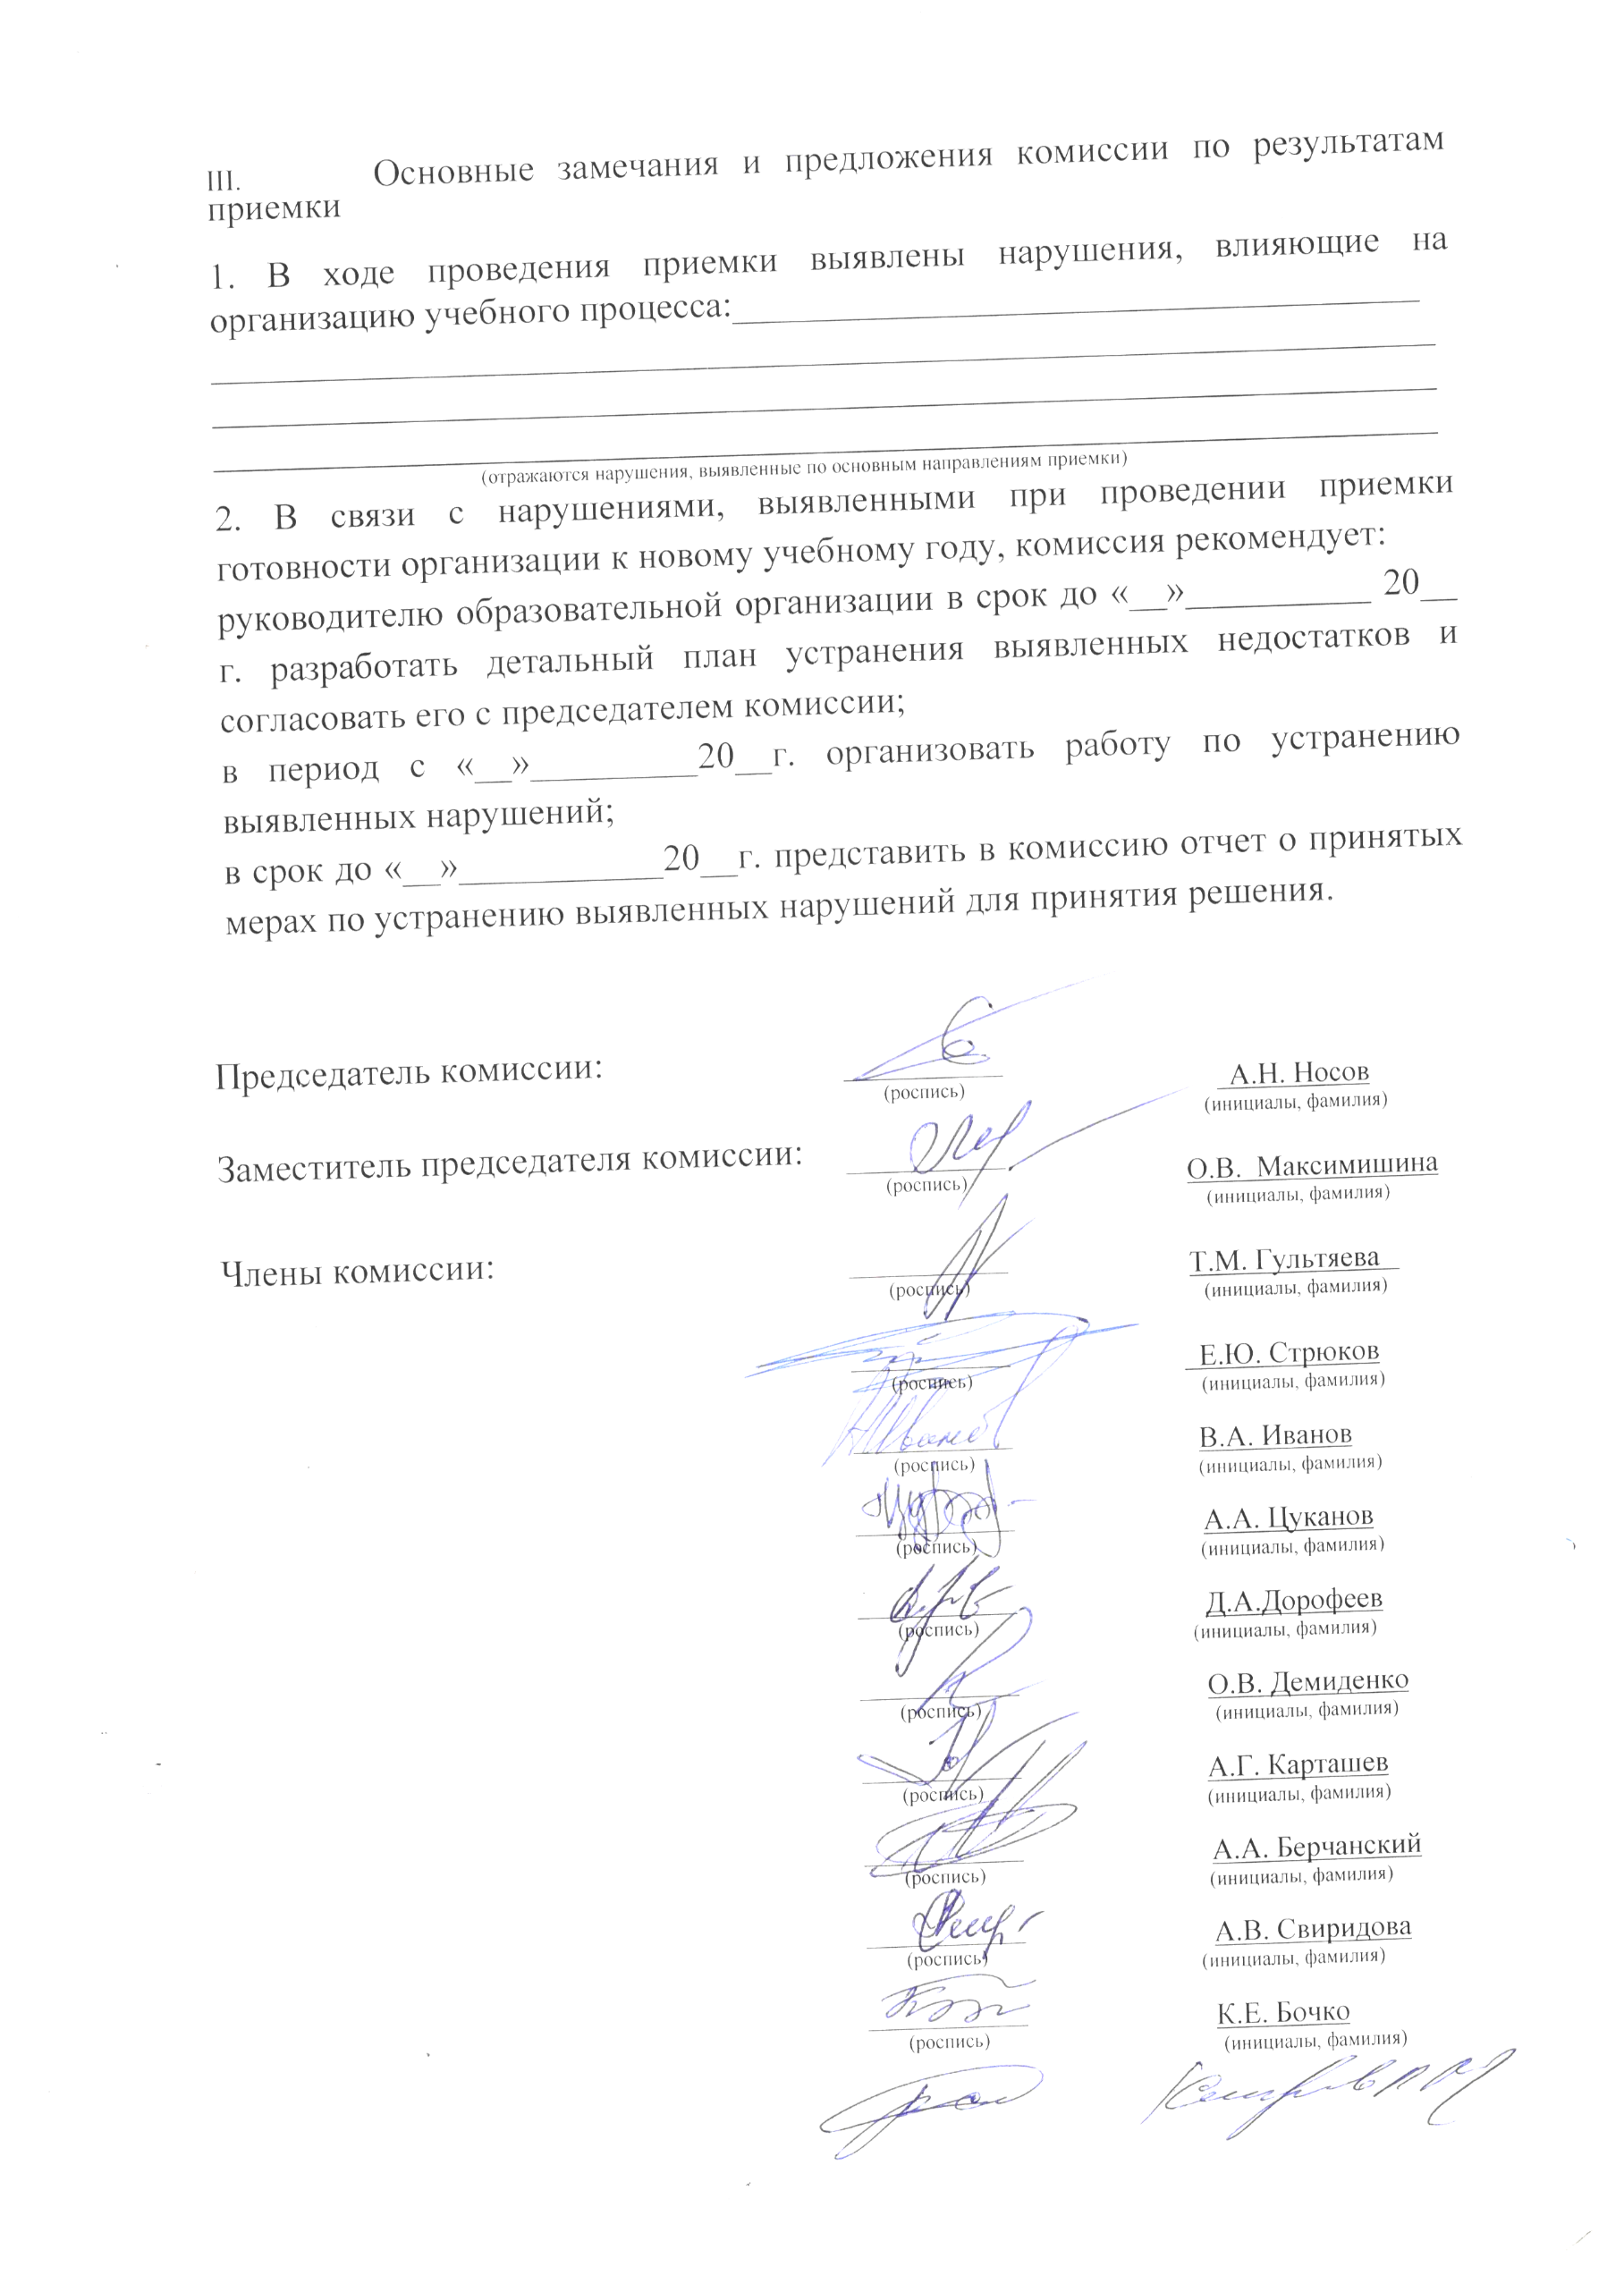 III. Основные замечания и предложения комиссии по результатам
приемки
1. В ходе проведения приемки выявлены нарушения, влияющие на
организацию учебного процесса:_____
(отражаются нарушения, выявленные по основным направлениям приемки)
2. В связи с нарушениями, выявленными при проведении приемки
готовности организации к новому учебному году, комиссия рекомендует:
руководителю образовательной организации в срок до «__»__________ 20__
г. разработать детальный план устранения выявленных недостатков и
согласовать его с председателем комиссии;
в период с «__»_________20__г. организовать работу по устранению
выявленных нарушений;
в срок до «__»___________20__г. представить в комиссию отчет о принятых
мерах по устранению выявленных нарушений для принятия решения.
Председатель комиссии: А.Н. Носов
(роспись) (инициалы, фамилия)
Заместитель председателя комиссии: О.В. Максимишина
(роспись) (инициалы, фамилия)
Члены комиссии: Т.М. Гультяева
(роспись) (инициалы, фамилия)
Е.Ю. Стрюков
(роспись) (инициалы, фамилия)
В.А. Иванов
(роспись) (инициалы, фамилия)
А.А. Цуканов
(роспись) (инициалы, фамилия)
Д.А.Дорофеев
(роспись) (инициалы, фамилия)
О.В. Демиденко
(роспись) (инициалы, фамилия)
А.Г. Карташев
(роспись) (инициалы, фамилия)
А.А. Берчанский
(роспись) (инициалы, фамилия)
А.В. Свиридова
(роспись) (инициалы, фамилия)
К.Е. Бочко
(роспись) (инициалы, фамилия)